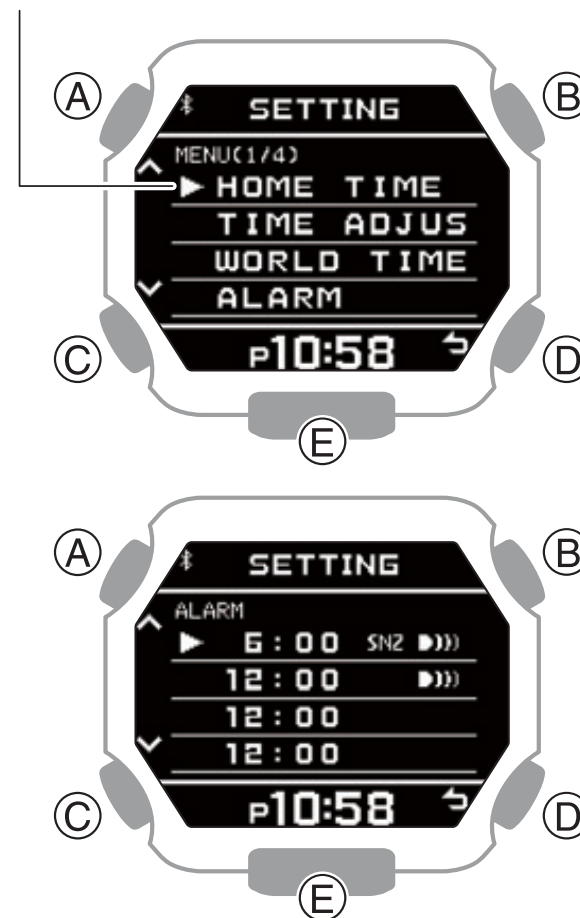 A
B
SETTING
MENU(1/4)
HOME TIME
TIME ADJUS
WORLD TIME
ALARM
P10:58
C
D
E
A
B
SETTING
ALARM
6:00 SNZ
12:00
12:00
12:00
P10:58
C
D
E